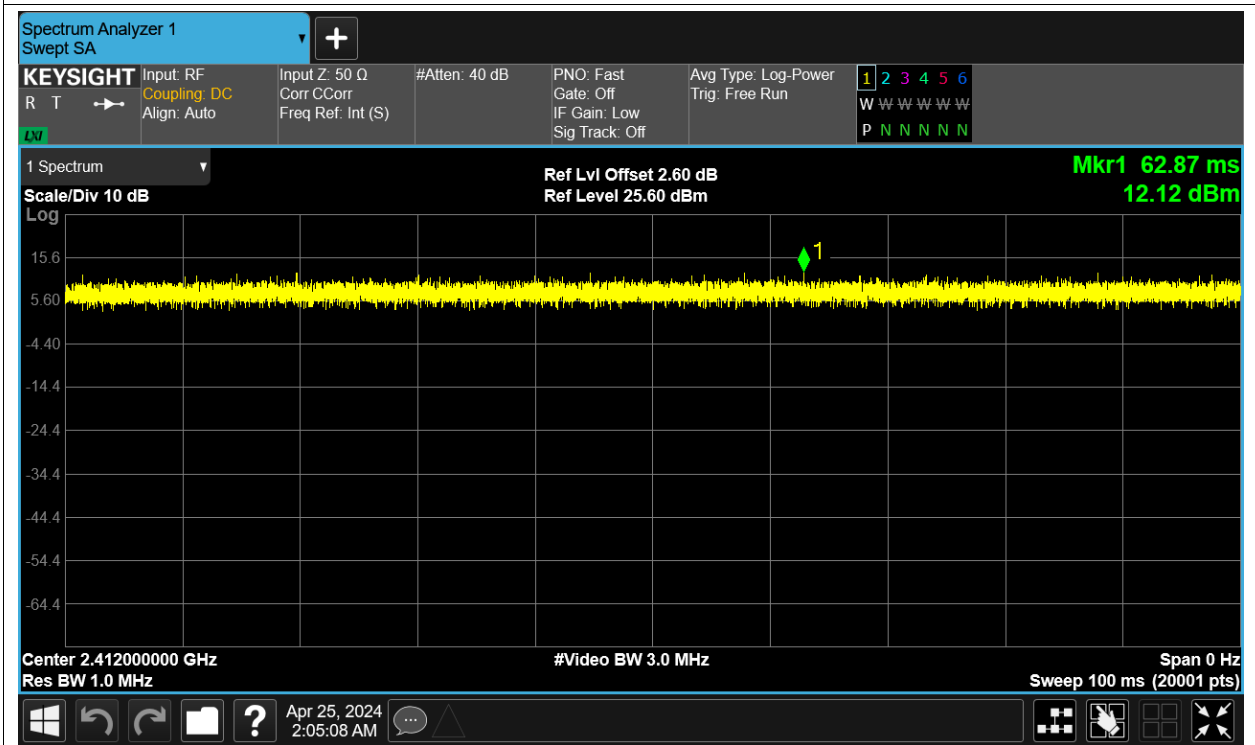 Spectrum Analyzer 1
Swept SA
KEYSIGHT Input: RF Input Z: 50 Ω #Atten: 40 dB PNO: Fast Avg Type: Log-Power 1 2 3 4 5 6
R T Coupling: DC Corr CCorr Gate: Off Trig: Free Run W W W W W W
Align: Auto Freq Ref: Int (S) IF Gain: Low
LXI Sig Track: Off P N N N N N
1 Spectrum Ref Lvl Offset 2.60 dB Mkr1 62.87 ms
Scale/Div 10 dB Ref Level 25.60 dBm 12.12 dBm
Log
1
15.6
5.60
-4.40
-14.4
-24.4
-34.4
-44.4
-54.4
-64.4
Center 2.412000000 GHz #Video BW 3.0 MHz Span 0 Hz
Res BW 1.0 MHz Sweep 100 ms (20001 pts)
Apr 25, 2024
2:05:08 AM